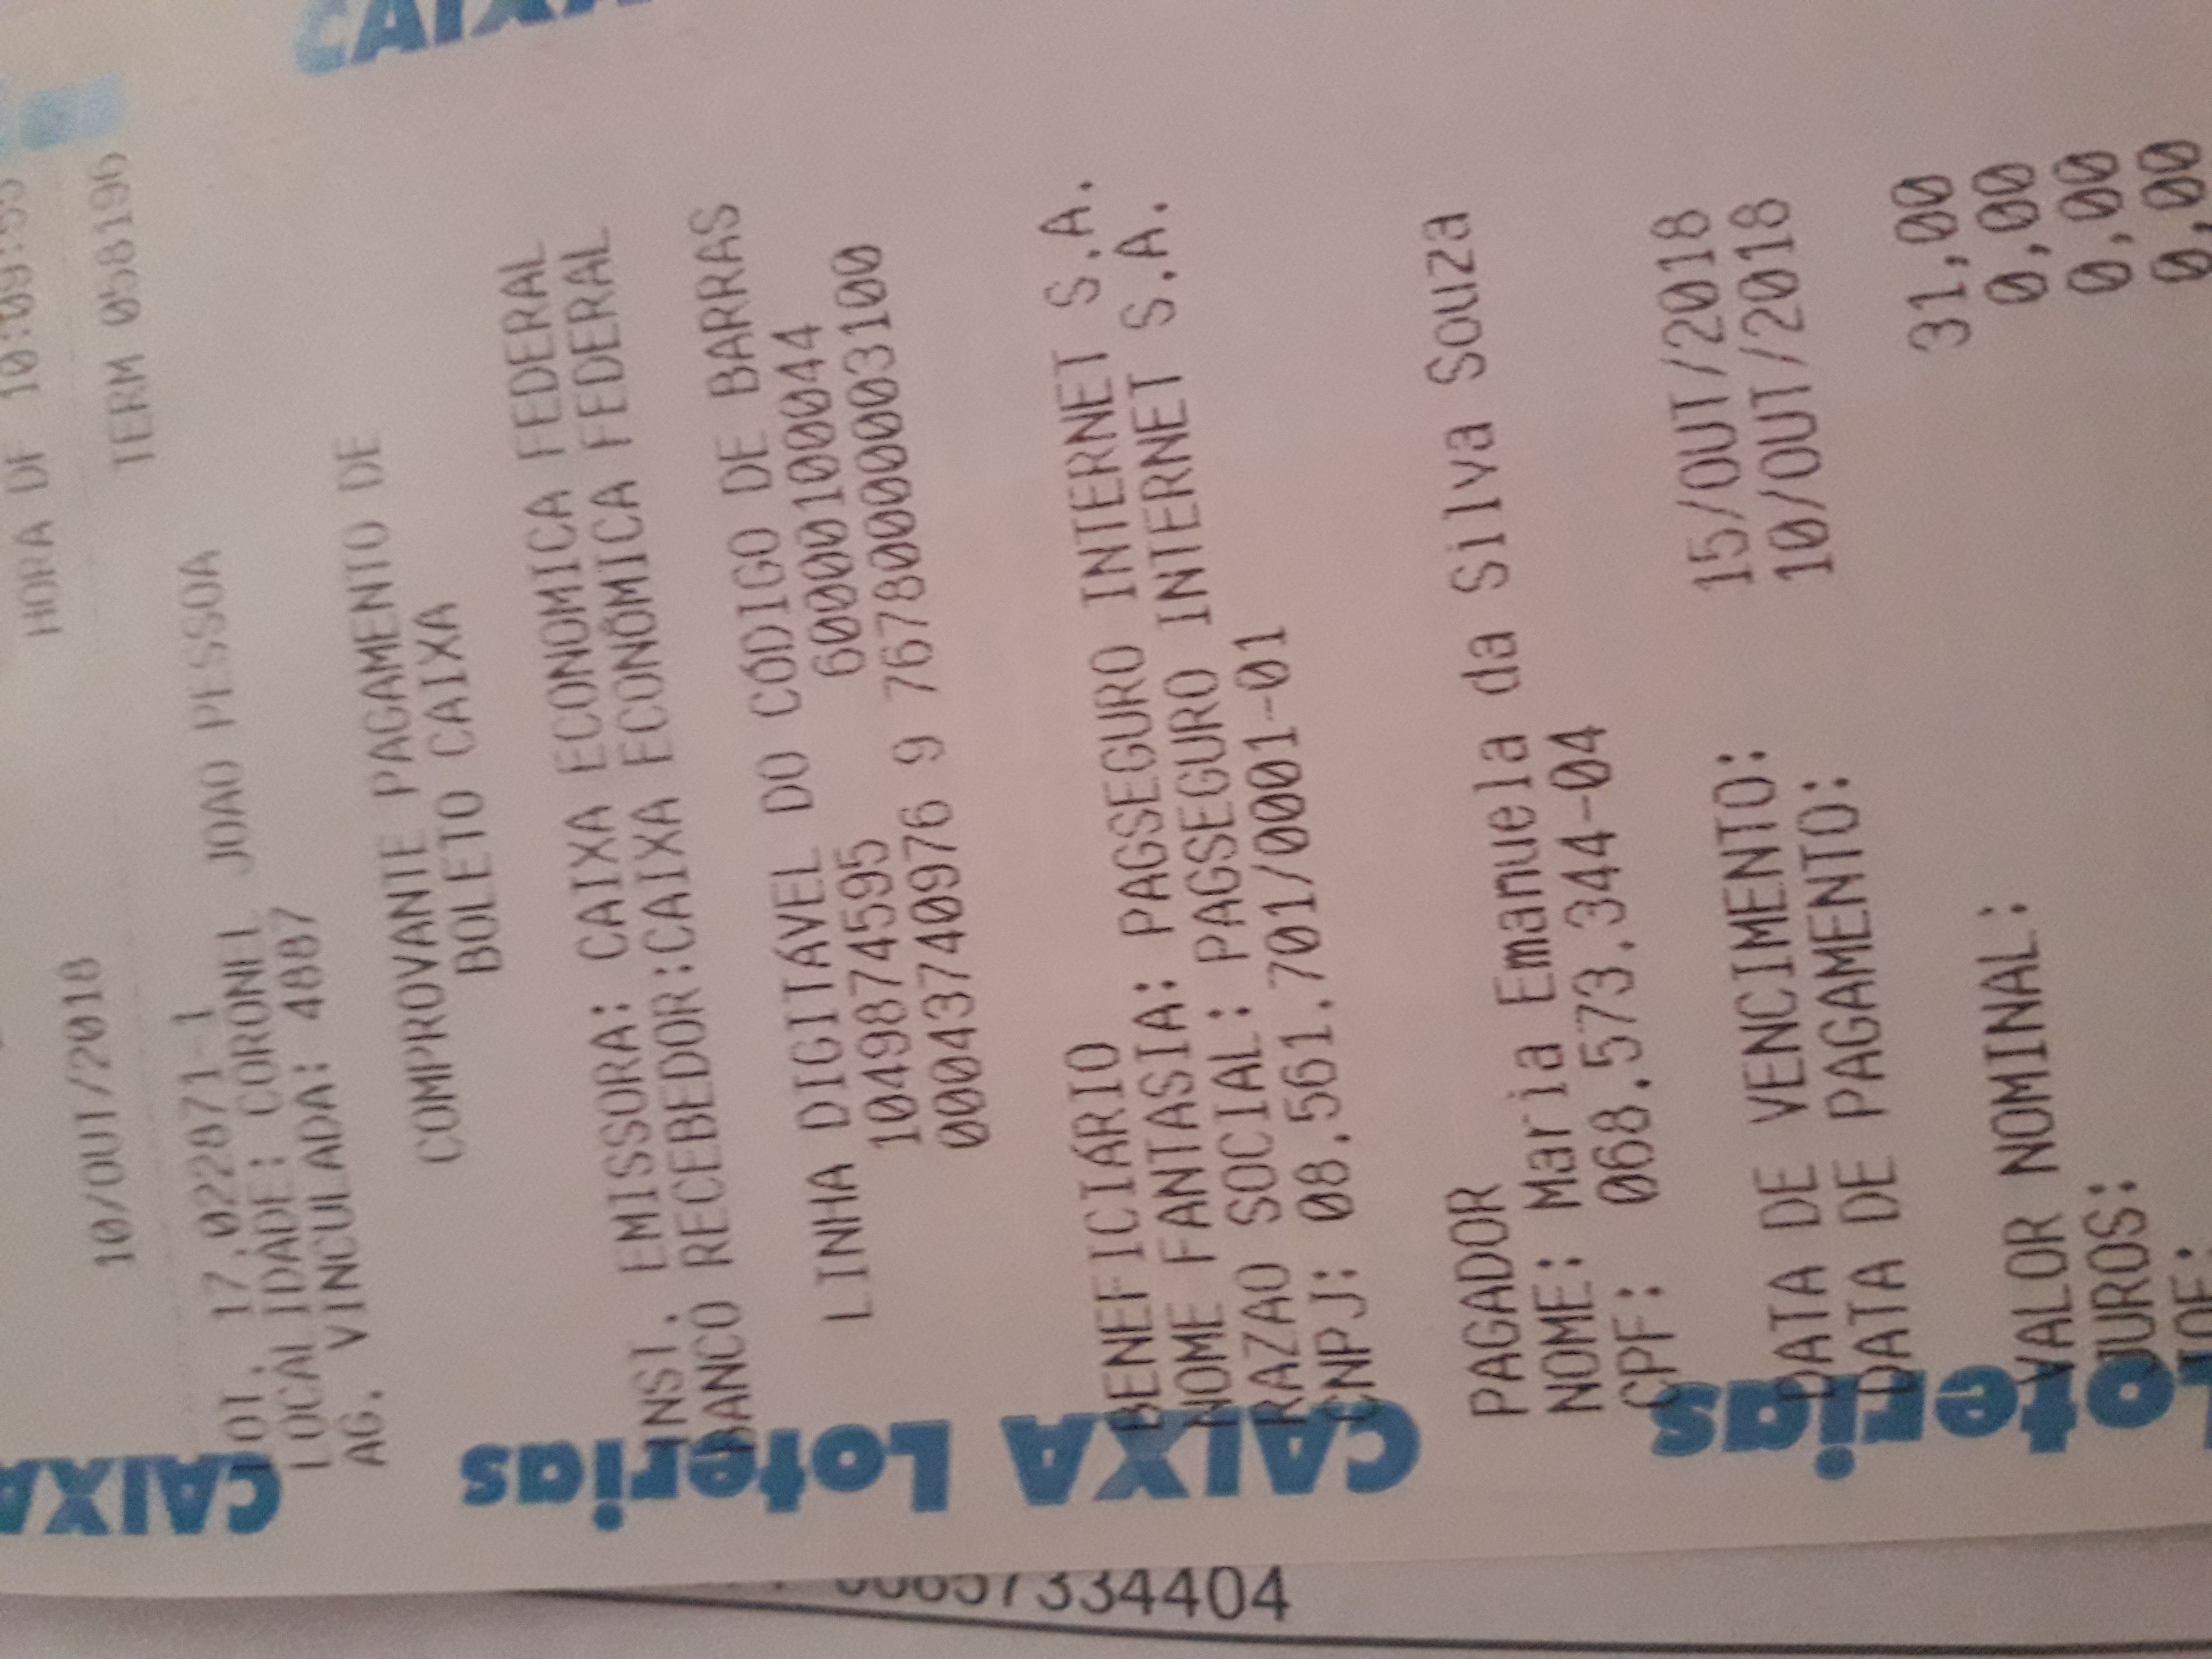 HORA DF 10:09:55
10/OUT/2018
TERM 058196
LOT. 17.022871-1
LOCALIDADE: CORONEL JOAO PESSOA
AG. VINCULADA: 4887
COMPROVANTE PAGAMENTO DE
BOLETO CAIXA
INST. EMISSORA: CAIXA ECONOMICA FEDERAL
BANCO RECEBEDOR:CAIXA ECONÔMICA FEDERAL
LINHA DIGITÁVEL DO CÓDIGO DE BARRAS
1049874595 60000100044
00043740976 9 76780000003100
BENEFICIÁRIO
NOME FANTASIA: PAGSEGURO INTERNET S.A.
RAZAO SOCIAL: PAGSEGURO INTERNET S.A.
CNPJ: 08.561.701/0001-01
PAGADOR
NOME: Maria Emanuela da Silva Souza
CPF: 068.573.344-04
DATA DE VENCIMENTO: 15/OUT/2018
DATA DE PAGAMENTO: 10/OUT/2018
VALOR NOMINAL: 31,00
JUROS: 0,00
IOF: 0,00
0,00
CAIXA
CAIXA Loterias
Loterias
CAIXA